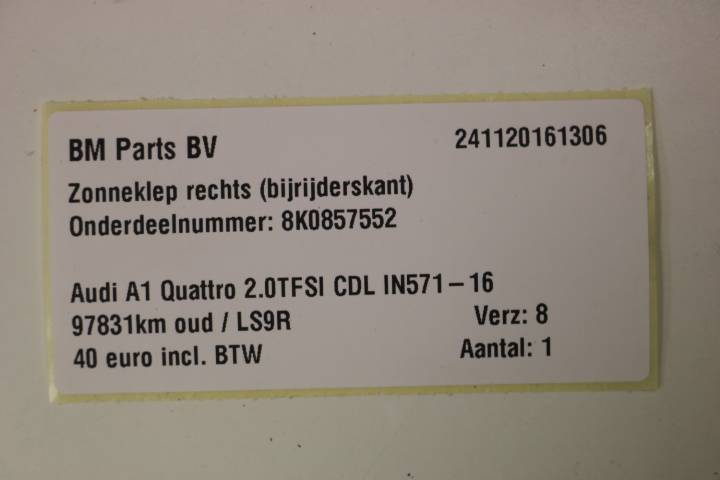 BM Parts BV 241120161306
Zonneklep rechts (bijrijderskant)
Onderdeelnummer: 8K0857552
Audi A1 Quattro 2.0TFSI CDL IN571-16
97831km oud / LS9R Verz: 8
40 euro incl. BTW Aantal: 1